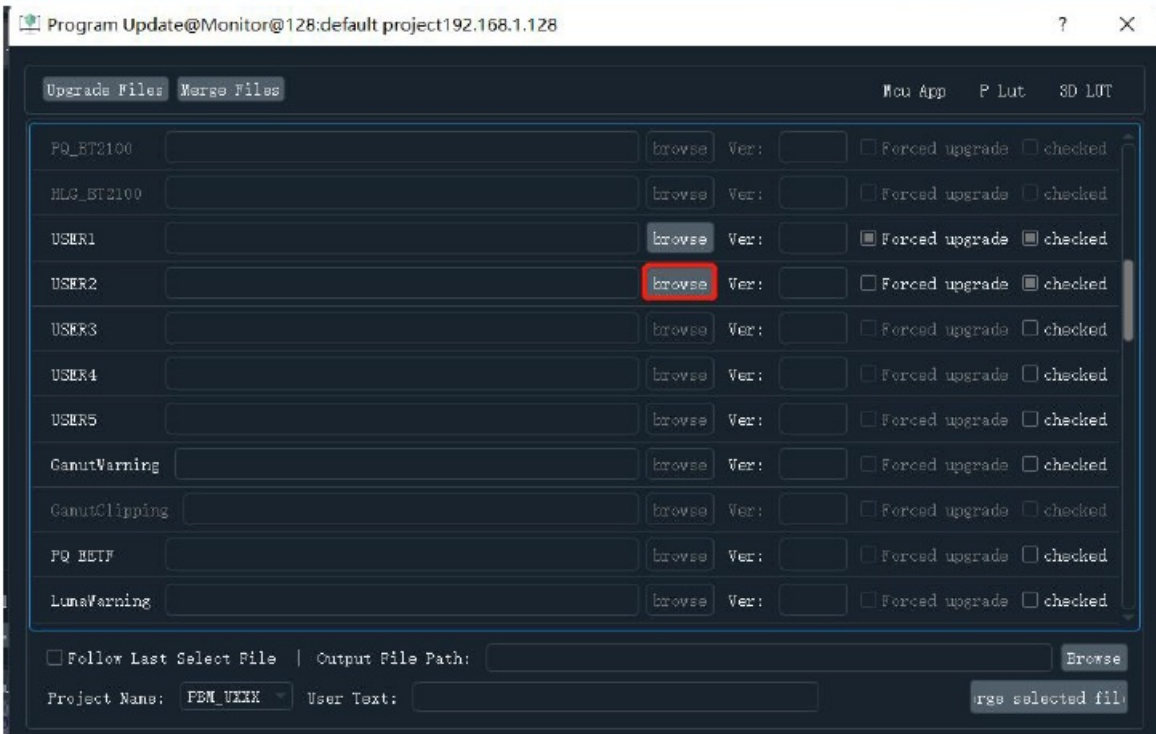 Program Update@Monitor@128:default project192.168.1.128 ?
Upgrade Files Merge Files Mcu App P Lut 3D LUT
PQ_BT2100 browse Ver: Forced upgrade checked
HLG_BT2100 browse Ver: Forced upgrade checked
USER1 browse Ver: Forced upgrade checked
USER2 browse Ver: Forced upgrade checked
USER3 browse Ver: Forced upgrade checked
USER4 browse Ver: Forced upgrade checked
USER5 browse Ver: Forced upgrade checked
GamutWarning browse Ver: Forced upgrade checked
GamutClipping browse Ver: Forced upgrade checked
PQ EETF browse Ver: Forced upgrade checked
LumaWarning browse Ver: Forced upgrade checked
Follow Last Select File | Output File Path: Browse
Project Name: PBM_UXXX User Text: rge selected fil